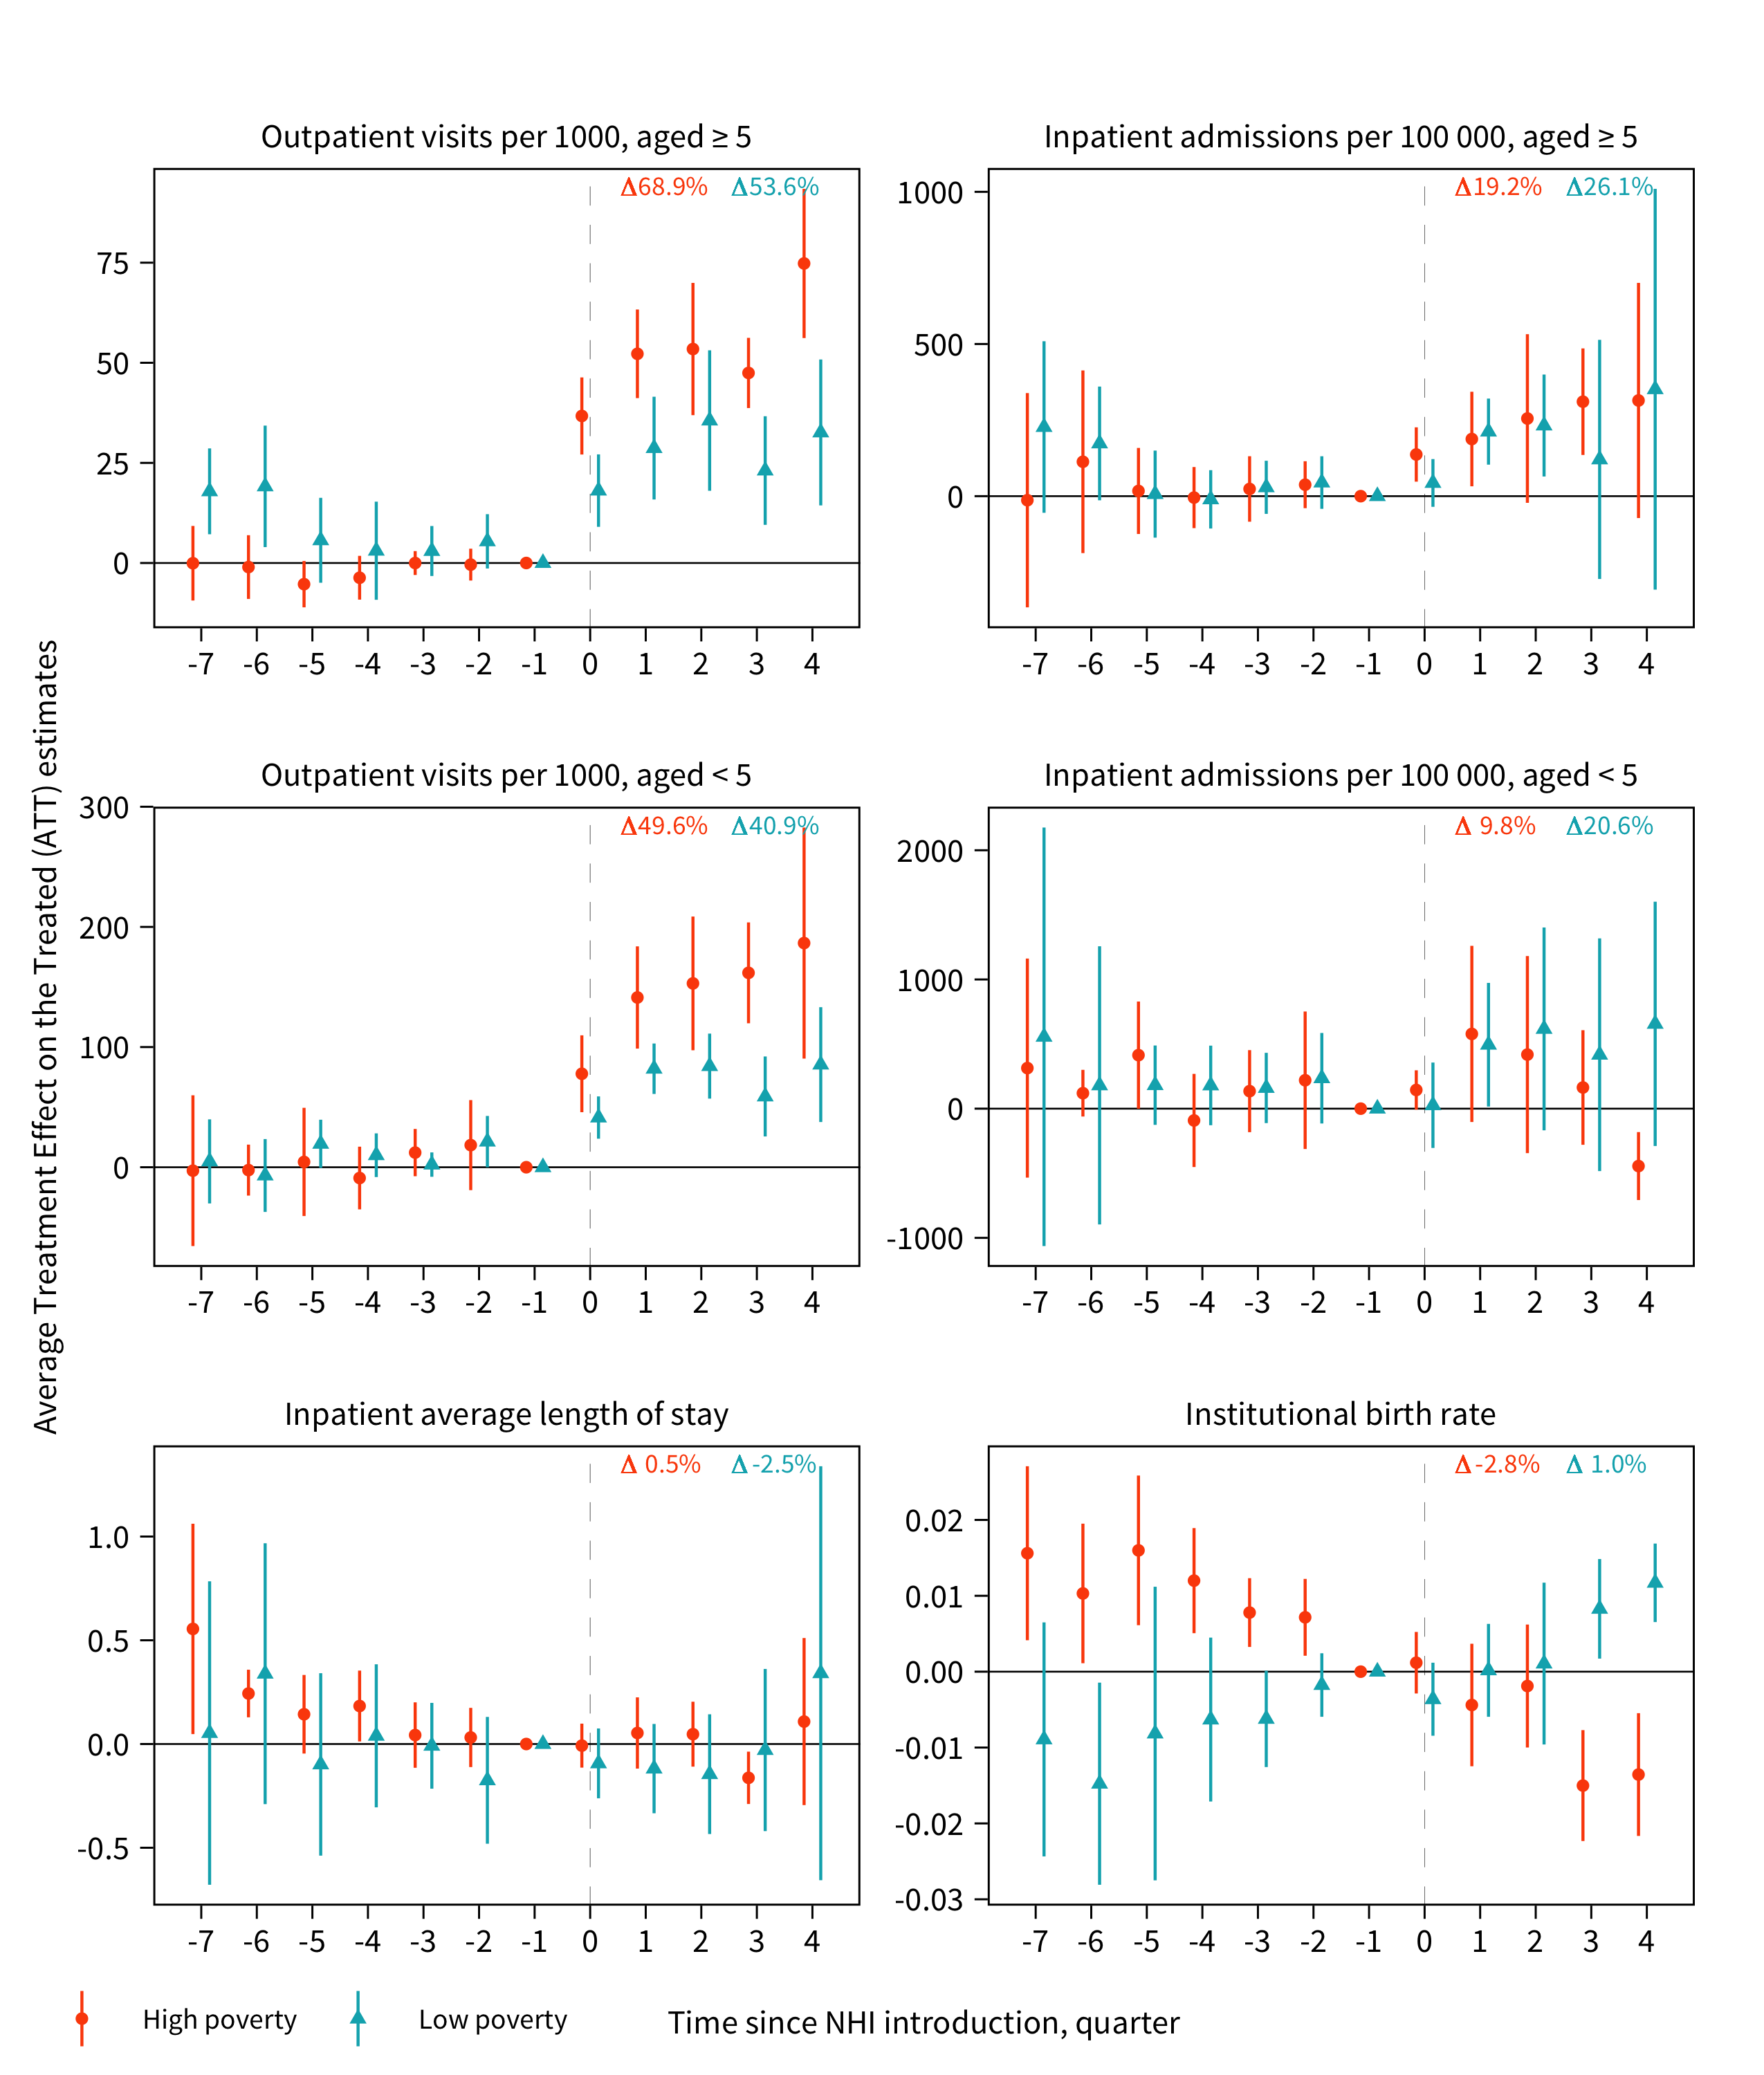 Outpatient visits per 1000, aged ≥ 5
Δ68.9% Δ53.6%
75
50
25
0
-7 -6 -5 -4 -3 -2 -1 0 1 2 3 4
Inpatient admissions per 100 000, aged ≥ 5
Δ19.2% Δ26.1%
1000
500
0
-7 -6 -5 -4 -3 -2 -1 0 1 2 3 4
Average Treatment Effect on the Treated (ATT) estimates
Outpatient visits per 1000, aged < 5
Δ49.6% Δ40.9%
300
200
100
0
-7 -6 -5 -4 -3 -2 -1 0 1 2 3 4
Inpatient admissions per 100 000, aged < 5
Δ 9.8% Δ20.6%
2000
1000
0
-1000
-7 -6 -5 -4 -3 -2 -1 0 1 2 3 4
Inpatient average length of stay
Δ 0.5% Δ -2.5%
1.0
0.5
0.0
-0.5
-7 -6 -5 -4 -3 -2 -1 0 1 2 3 4
Institutional birth rate
Δ -2.8% Δ 1.0%
0.02
0.01
0.00
-0.01
-0.02
-0.03
-7 -6 -5 -4 -3 -2 -1 0 1 2 3 4
High poverty Low poverty Time since NHI introduction, quarter